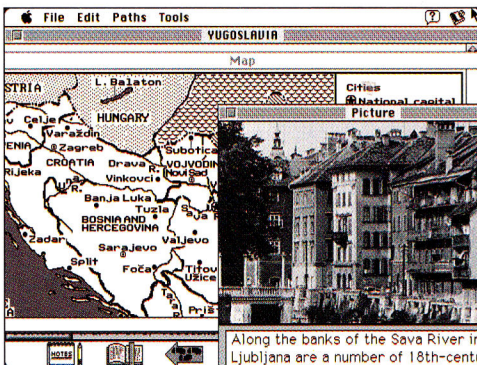 File Edit Paths Tools
YUGOSLAVIA
Map
STRIA
L. Balaton
HUNGARY
Cities
National capital
Picture
Celje
Varaždin
ENIA
Zagreb
CROATIA
Rijeka
Drava R.
Vinkovci
Subotica
VOJVODIN
Novi Sad
Banja Luka
Tuzla
BOSNIA AND
HERCEGOVINA
Sarajevo
Valjevo
Zadar
Split
Foča
Titov
Užice
Priš
NOTES
Along the banks of the Sava River in
Ljubljana are a number of 18th-centu